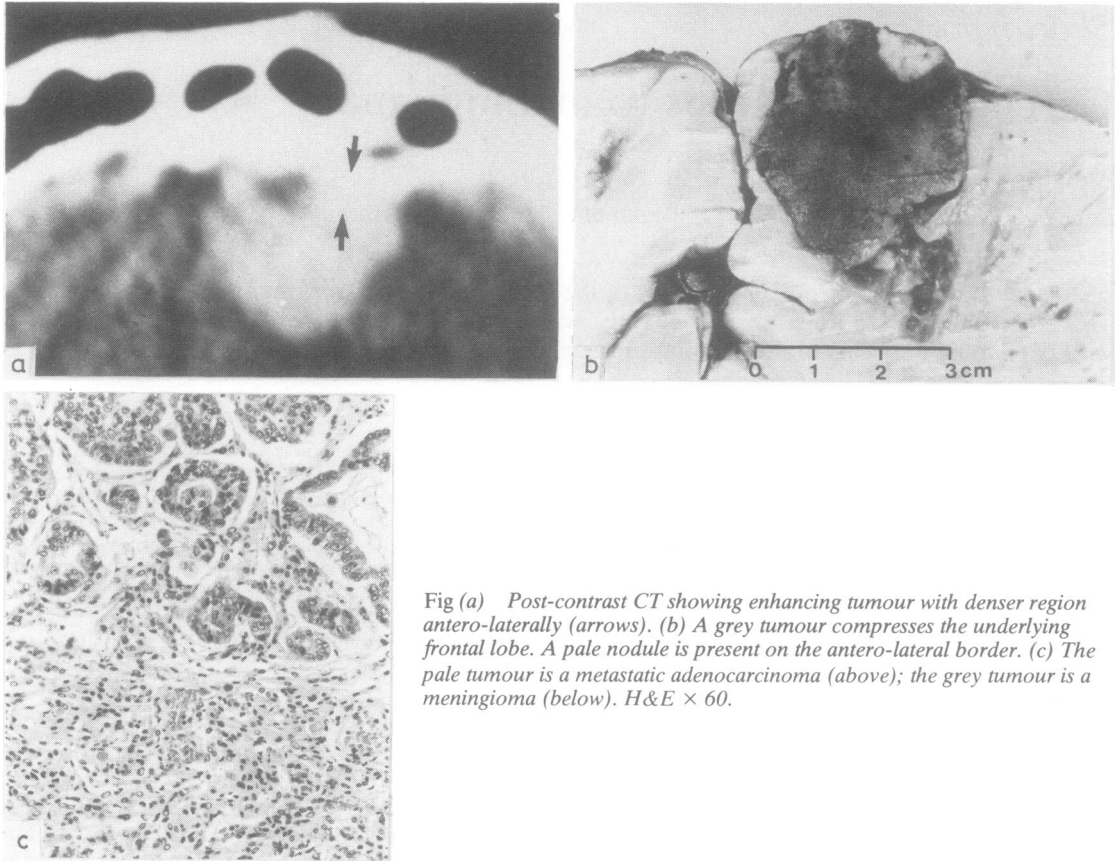 a
b
0 1 2 3cm
c
Fig (a) Post-contrast CT showing enhancing tumour with denser region
antero-laterally (arrows). (b) A grey tumour compresses the underlying
frontal lobe. A pale nodule is present on the antero-lateral border. (c) The
pale tumour is a metastatic adenocarcinoma (above); the grey tumour is a
meningioma (below). H&E × 60.